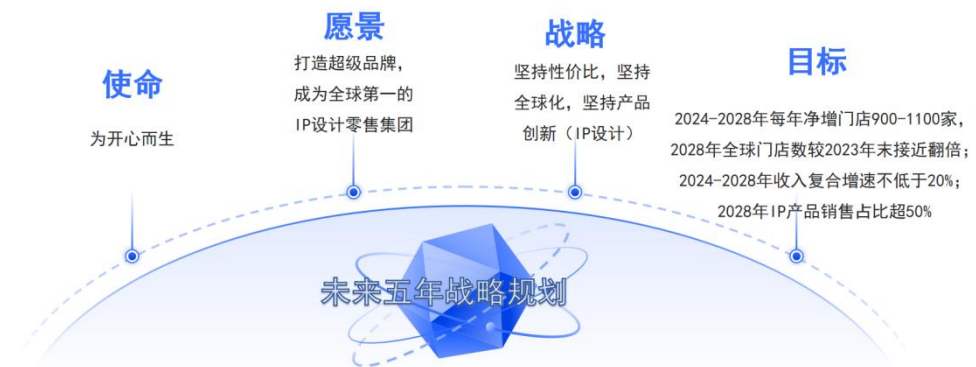 使命
为开心而生
愿景
打造超级品牌，
成为全球第一的
IP设计零售集团
战略
坚持性价比，坚持
全球化，坚持产品
创新（IP设计）
目标
2024-2028年每年净增门店900-1100家，
2028年全球门店数较2023年末接近翻倍；
2024-2028年收入复合增速不低于20%；
2028年IP产品销售占比超50%
未来五年战略规划